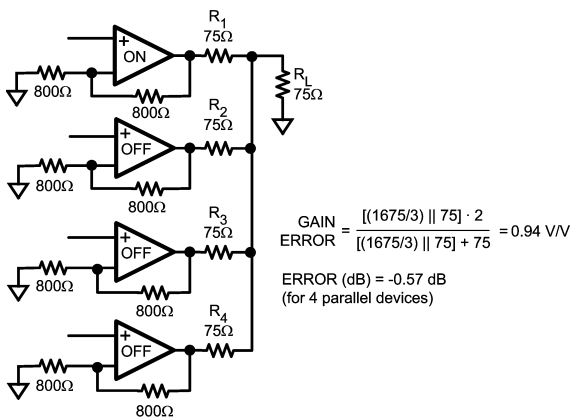 R1
75Ω
+
ON
800Ω
800Ω
RL
75Ω
R2
75Ω
+
OFF
800Ω
800Ω
R3
75Ω
+
OFF
800Ω
800Ω
R4
75Ω
+
OFF
800Ω
800Ω
GAIN ERROR = [(1675/3) || 75] · 2 / [(1675/3) || 75] + 75 = 0.94 V/V
ERROR (dB) = -0.57 dB
(for 4 parallel devices)